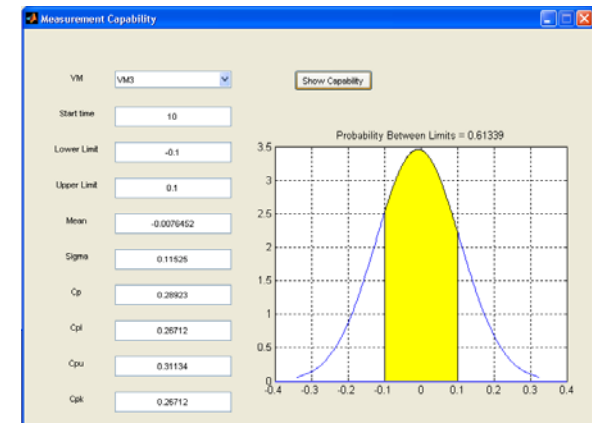 Measurement Capability
VM
VM3
Show Capability
Start time
10
Lower Limit
-0.1
Upper Limit
0.1
Mean
-0.0076452
Sigma
0.11525
Cp
0.28923
Cpl
0.26712
Cpu
0.31134
Cpk
0.26712
Probability Between Limits = 0.61339
3.5
3
2.5
2
1.5
1
0.5
0
-0.4 -0.3 -0.2 -0.1 0 0.1 0.2 0.3 0.4